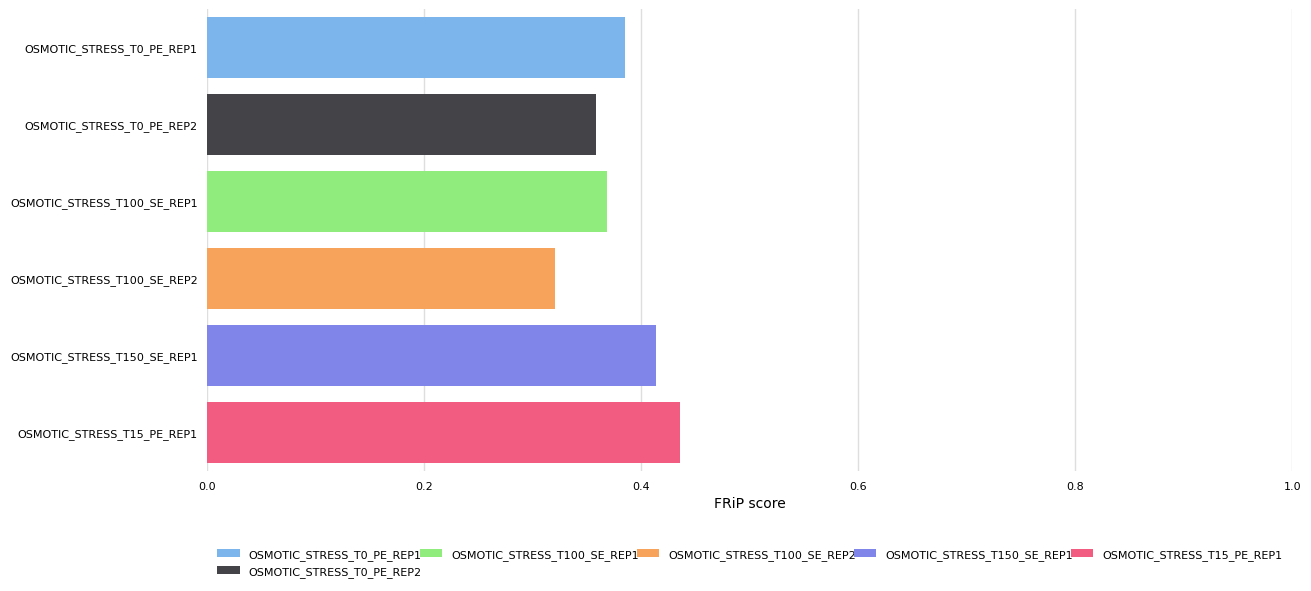 OSMOTIC_STRESS_T0_PE_REP1
OSMOTIC_STRESS_T0_PE_REP2
OSMOTIC_STRESS_T100_SE_REP1
OSMOTIC_STRESS_T100_SE_REP2
OSMOTIC_STRESS_T150_SE_REP1
OSMOTIC_STRESS_T15_PE_REP1
0.0 0.2 0.4 0.6 0.8 1.0
FRiP score
OSMOTIC_STRESS_T0_PE_REP1 OSMOTIC_STRESS_T100_SE_REP1 OSMOTIC_STRESS_T100_SE_REP2 OSMOTIC_STRESS_T150_SE_REP1 OSMOTIC_STRESS_T15_PE_REP1
OSMOTIC_STRESS_T0_PE_REP2